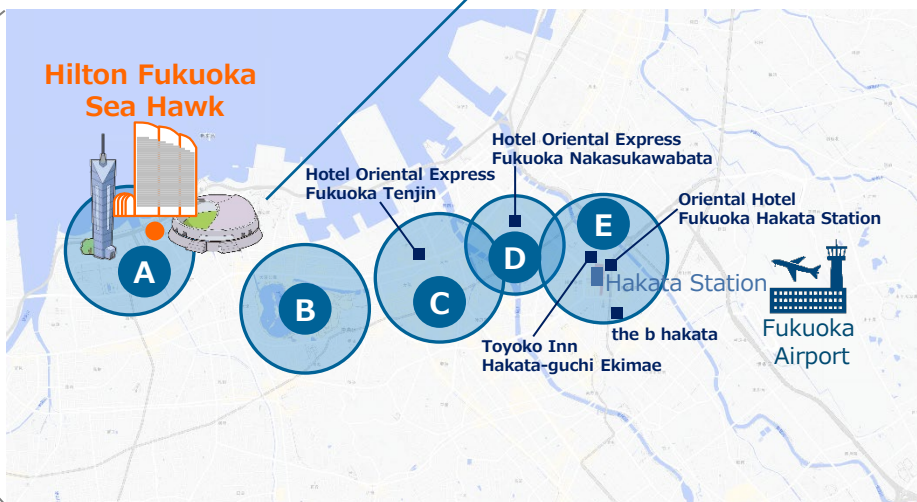 Hilton Fukuoka
Sea Hawk
Hotel Oriental Express
Fukuoka Nakasukawabata
Hotel Oriental Express
Fukuoka Tenjin
Oriental Hotel
Fukuoka Hakata Station
A
B
C
D
E
Hakata Station
the b hakata
Toyoko Inn
Hakata-guchi Ekimae
Fukuoka
Airport